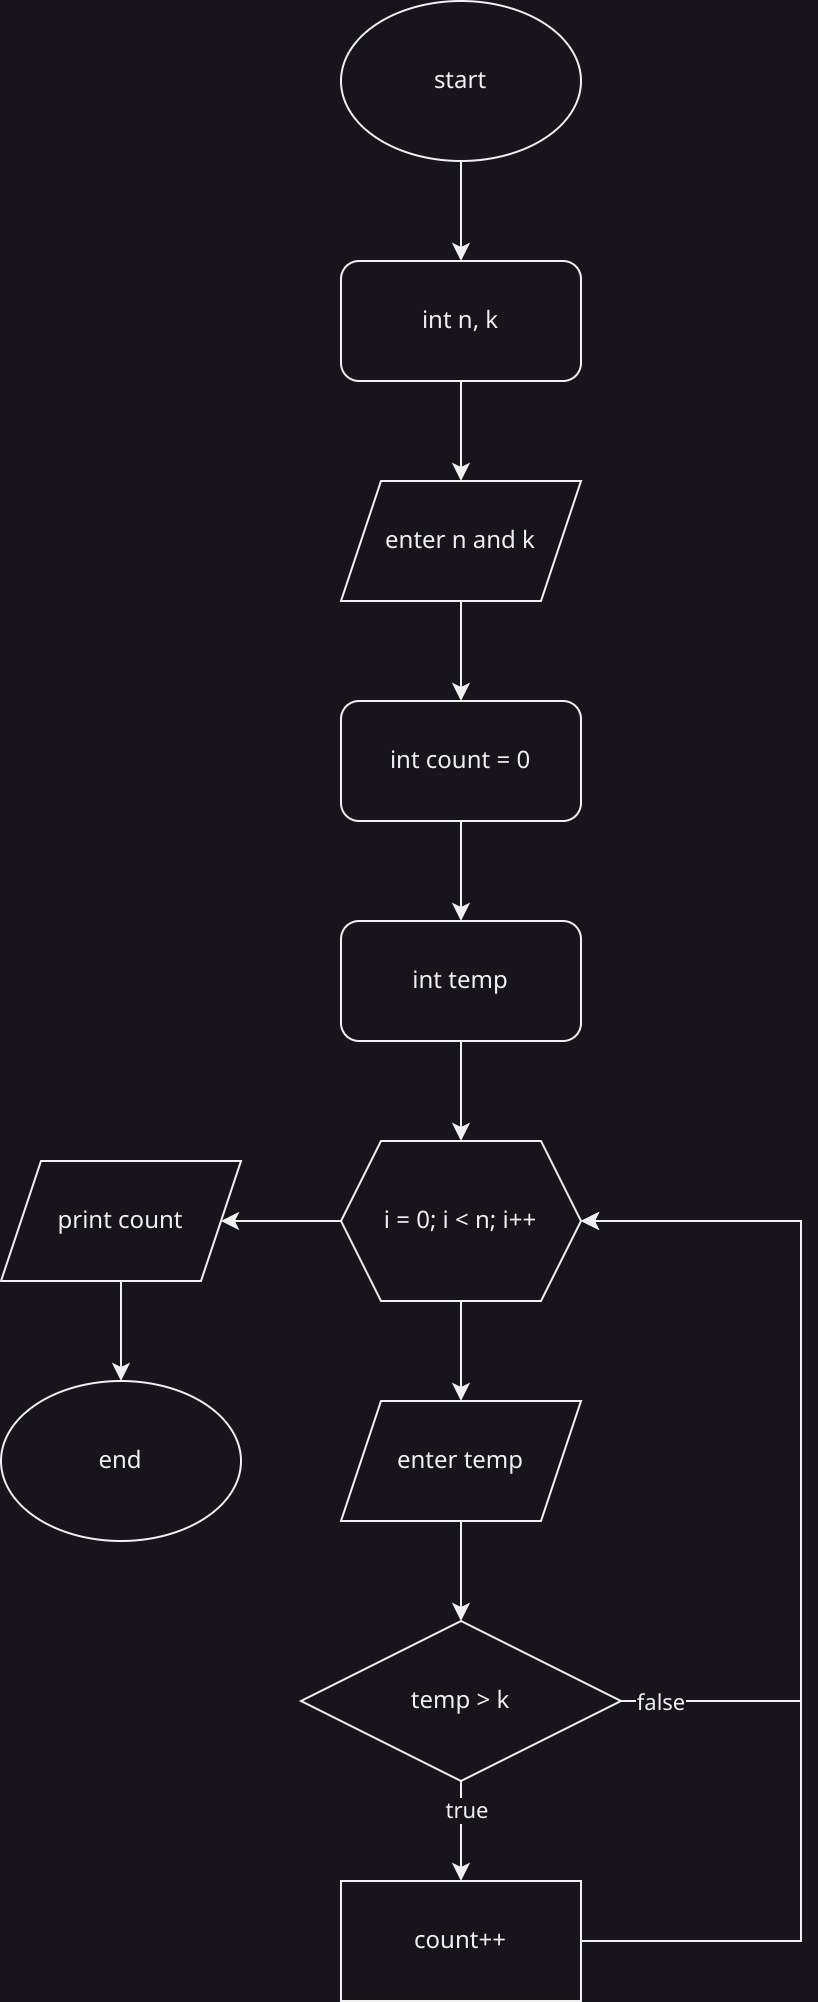 start
int n, k
enter n and k
int count = 0
int temp
print count
i = 0; i < n; i++
end
enter temp
temp > k
false
true
count++